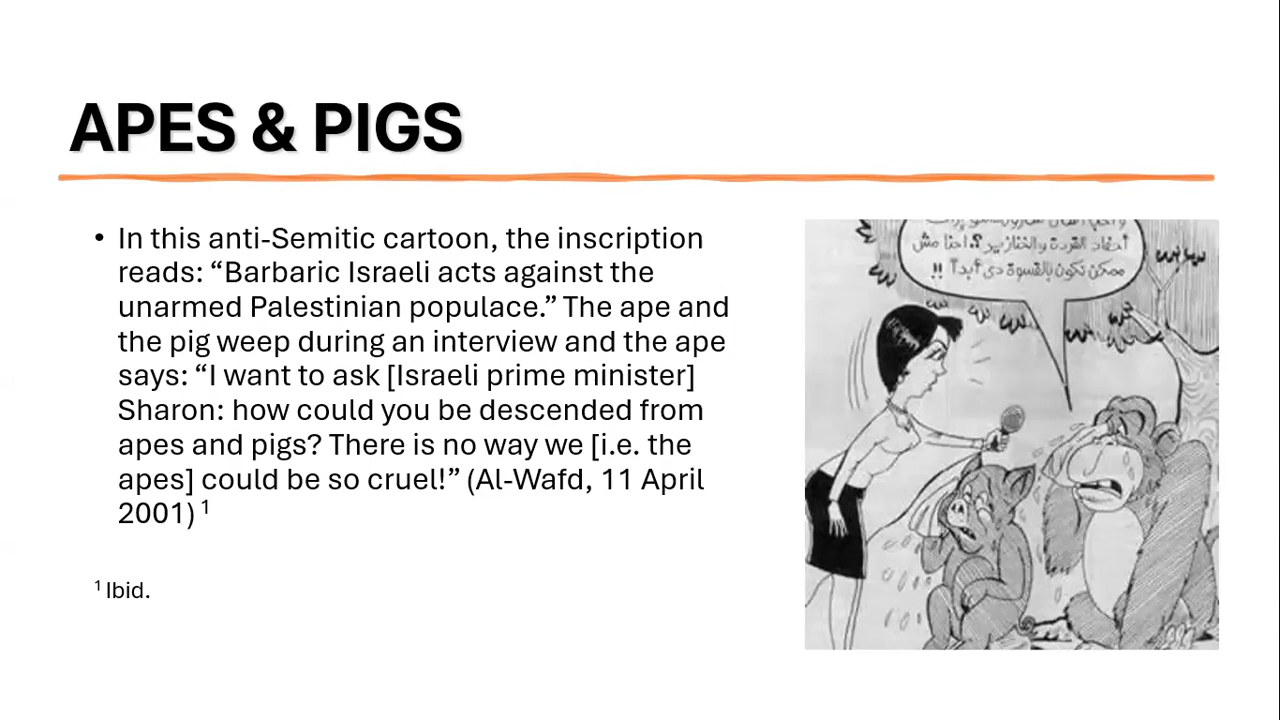 APES & PIGS
• In this anti-Semitic cartoon, the inscription
reads: “Barbaric Israeli acts against the
unarmed Palestinian populace.” The ape and
the pig weep during an interview and the ape
says: “I want to ask [Israeli prime minister]
Sharon: how could you be descended from
apes and pigs? There is no way we [i.e. the
apes] could be so cruel!” (Al-Wafd, 11 April
2001) 1
1 Ibid.
أحفاد القردة والخنازير؟. احنا مش
ممكن نكون بالقسوة دى أبدآ !!